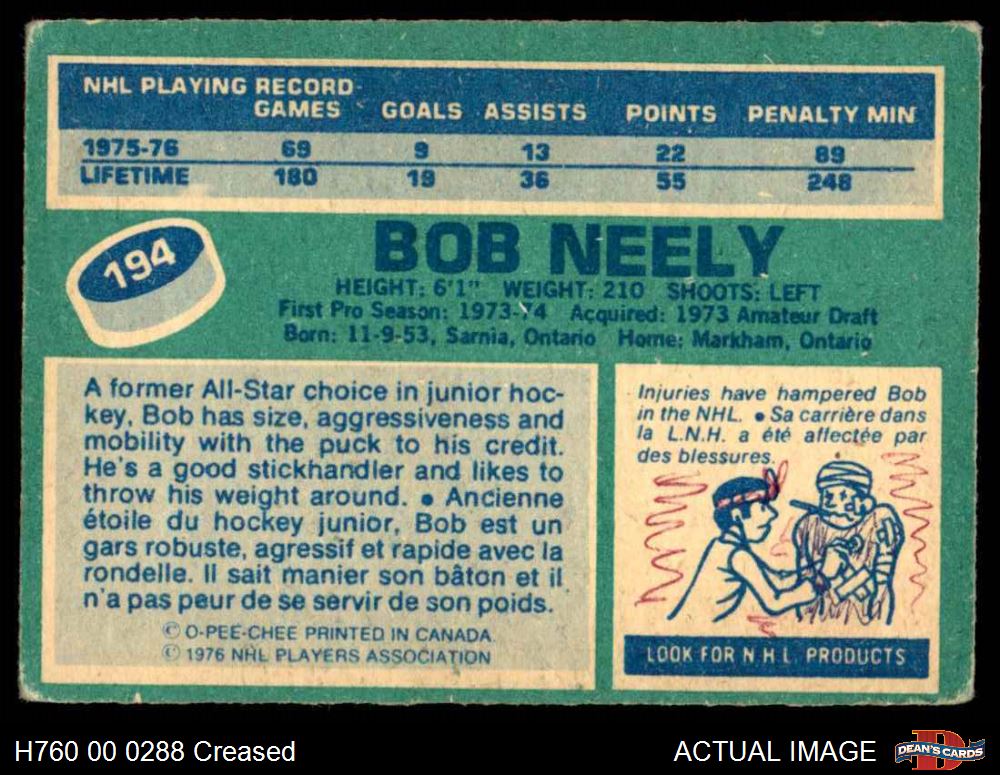 NHL PLAYING RECORD
GAMES GOALS ASSISTS POINTS PENALTY MIN
1975-76 69 9 13 22 89
LIFETIME 180 19 36 55 248
194
BOB NEELY
HEIGHT: 6'1" WEIGHT: 210 SHOOTS: LEFT
First Pro Season: 1973-74 Acquired: 1973 Amateur Draft
Born: 11-9-53, Sarnia, Ontario Home: Markham, Ontario
A former All-Star choice in junior hoc-
key, Bob has size, aggressiveness and
mobility with the puck to his credit.
He's a good stickhandler and likes to
throw his weight around. • Ancienne
étoile du hockey junior, Bob est un
gars robuste, agressif et rapide avec la
rondelle. Il sait manier son bâton et il
n'a pas peur de se servir de son poids.
© O-PEE-CHEE PRINTED IN CANADA.
© 1976 NHL PLAYERS ASSOCIATION
Injuries have hampered Bob
in the NHL. • Sa carrière dans
la L.N.H. a été affectée par
des blessures.
LOOK FOR N H L PRODUCTS
H760 00 0288 Creased
ACTUAL IMAGE
DEAN'S CARDS